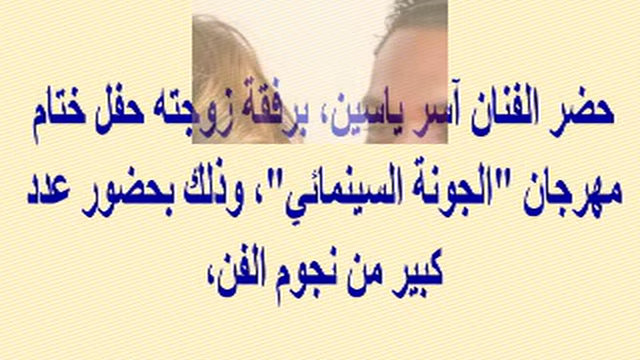 حضر الفنان آسر ياسين، برفقة زوجته حفل ختام
مهرجان "الجونة السينمائي"، وذلك بحضور عدد
كبير من نجوم الفن،